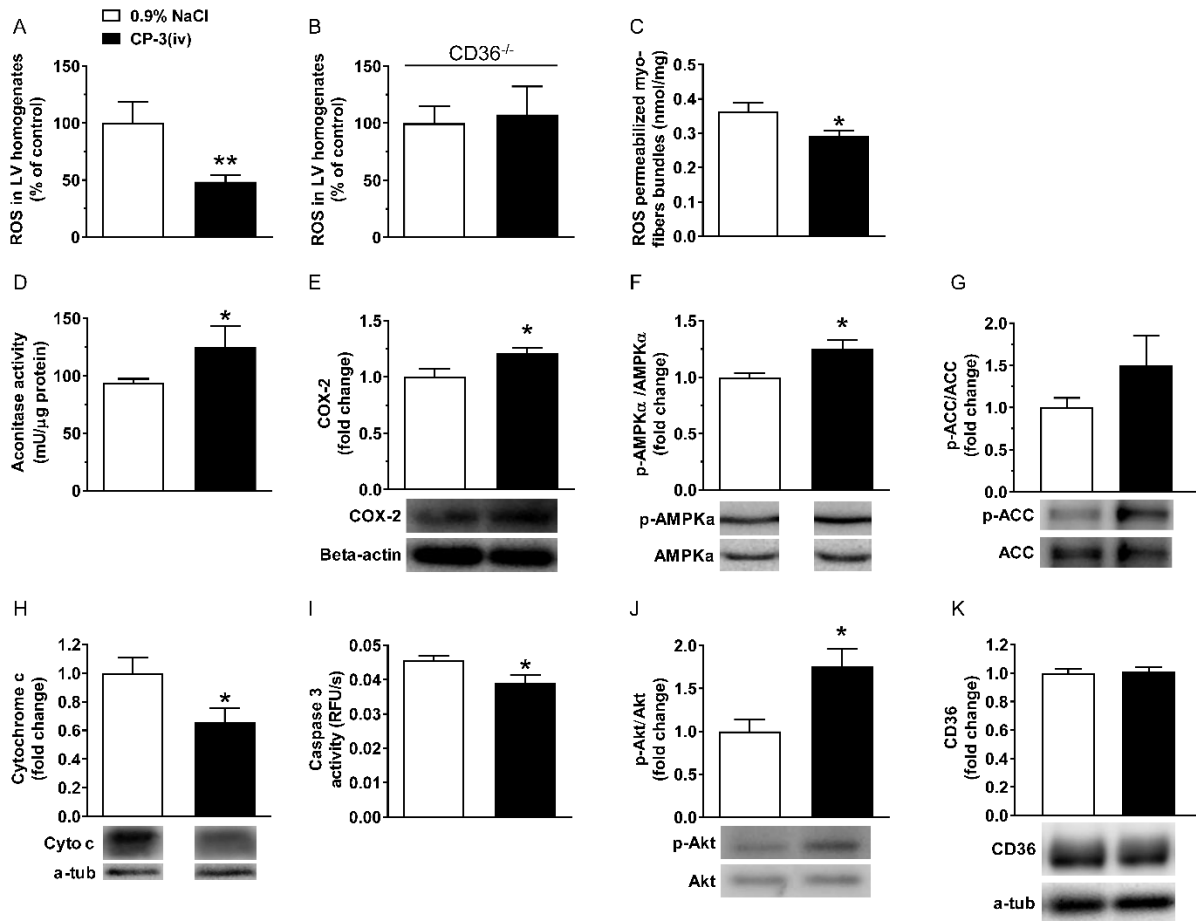 0.9% NaCl
CP-3(iv)
A
ROS in LV homogenates
(% of control)
150
100
50
0
**
B
CD36-/-
ROS in LV homogenates
(% of control)
150
100
50
0
C
ROS permeabilized myo-
fibers bundles (nmol/mg)
0.5
0.4
0.3
0.2
0.1
0.0
*
D
Aconitase activity
(mU/µg protein)
150
100
50
0
*
E
COX-2
(fold change)
1.5
1.0
0.5
0.0
*
COX-2
Beta-actin
F
p-AMPKα /AMPKα
(fold change)
1.5
1.0
0.5
0.0
*
p-AMPKa
AMPKa
G
p-ACC/ACC
(fold change)
2.0
1.5
1.0
0.5
0.0
p-ACC
ACC
H
Cytochrome c
(fold change)
1.2
1.0
0.8
0.6
0.4
0.2
0.0
*
Cyto c
a-tub
I
Caspase 3
activity (RFU/s)
0.05
0.04
0.03
0.02
0.01
0.00
*
J
p-Akt/Akt
(fold change)
2.0
1.5
1.0
0.5
0.0
*
p-Akt
Akt
K
CD36
(fold change)
1.2
1.0
0.8
0.6
0.4
0.2
0.0
CD36
a-tub